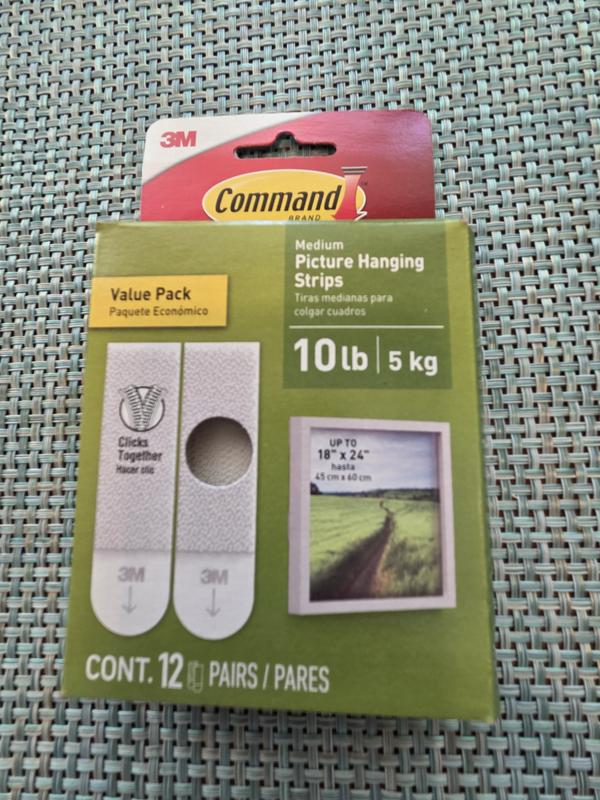 3M
Command™
BRAND
Medium
Picture Hanging
Strips
Tiras medianas para
colgar cuadros
Value Pack
Paquete Económico
10 lb | 5 kg
Clicks
Together
Hacer clic
UP TO
18" x 24"
hasta
45 cm x 60 cm
3M
3M
CONT. 12 PAIRS / PARES